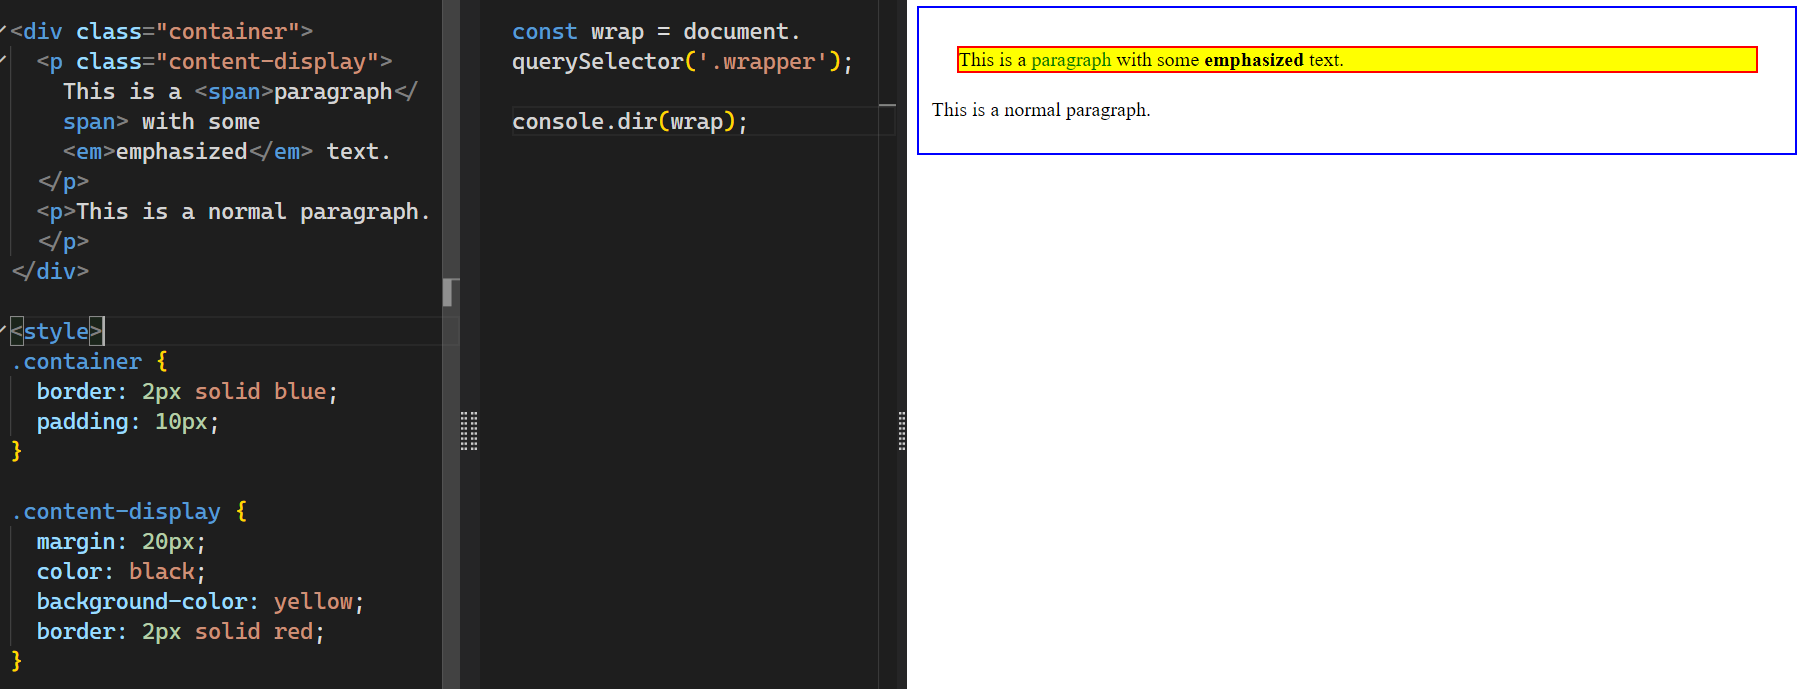 <div class="container">
<p class="content-display">
This is a <span>paragraph</
span> with some
<em>emphasized</em> text.
</p>
<p>This is a normal paragraph.
</p>
</div>
<style>
.container {
border: 2px solid blue;
padding: 10px;
}
.content-display {
margin: 20px;
color: black;
background-color: yellow;
border: 2px solid red;
}
const wrap = document.
querySelector('.wrapper');
console.dir(wrap);
This is a paragraph with some emphasized text.
This is a normal paragraph.